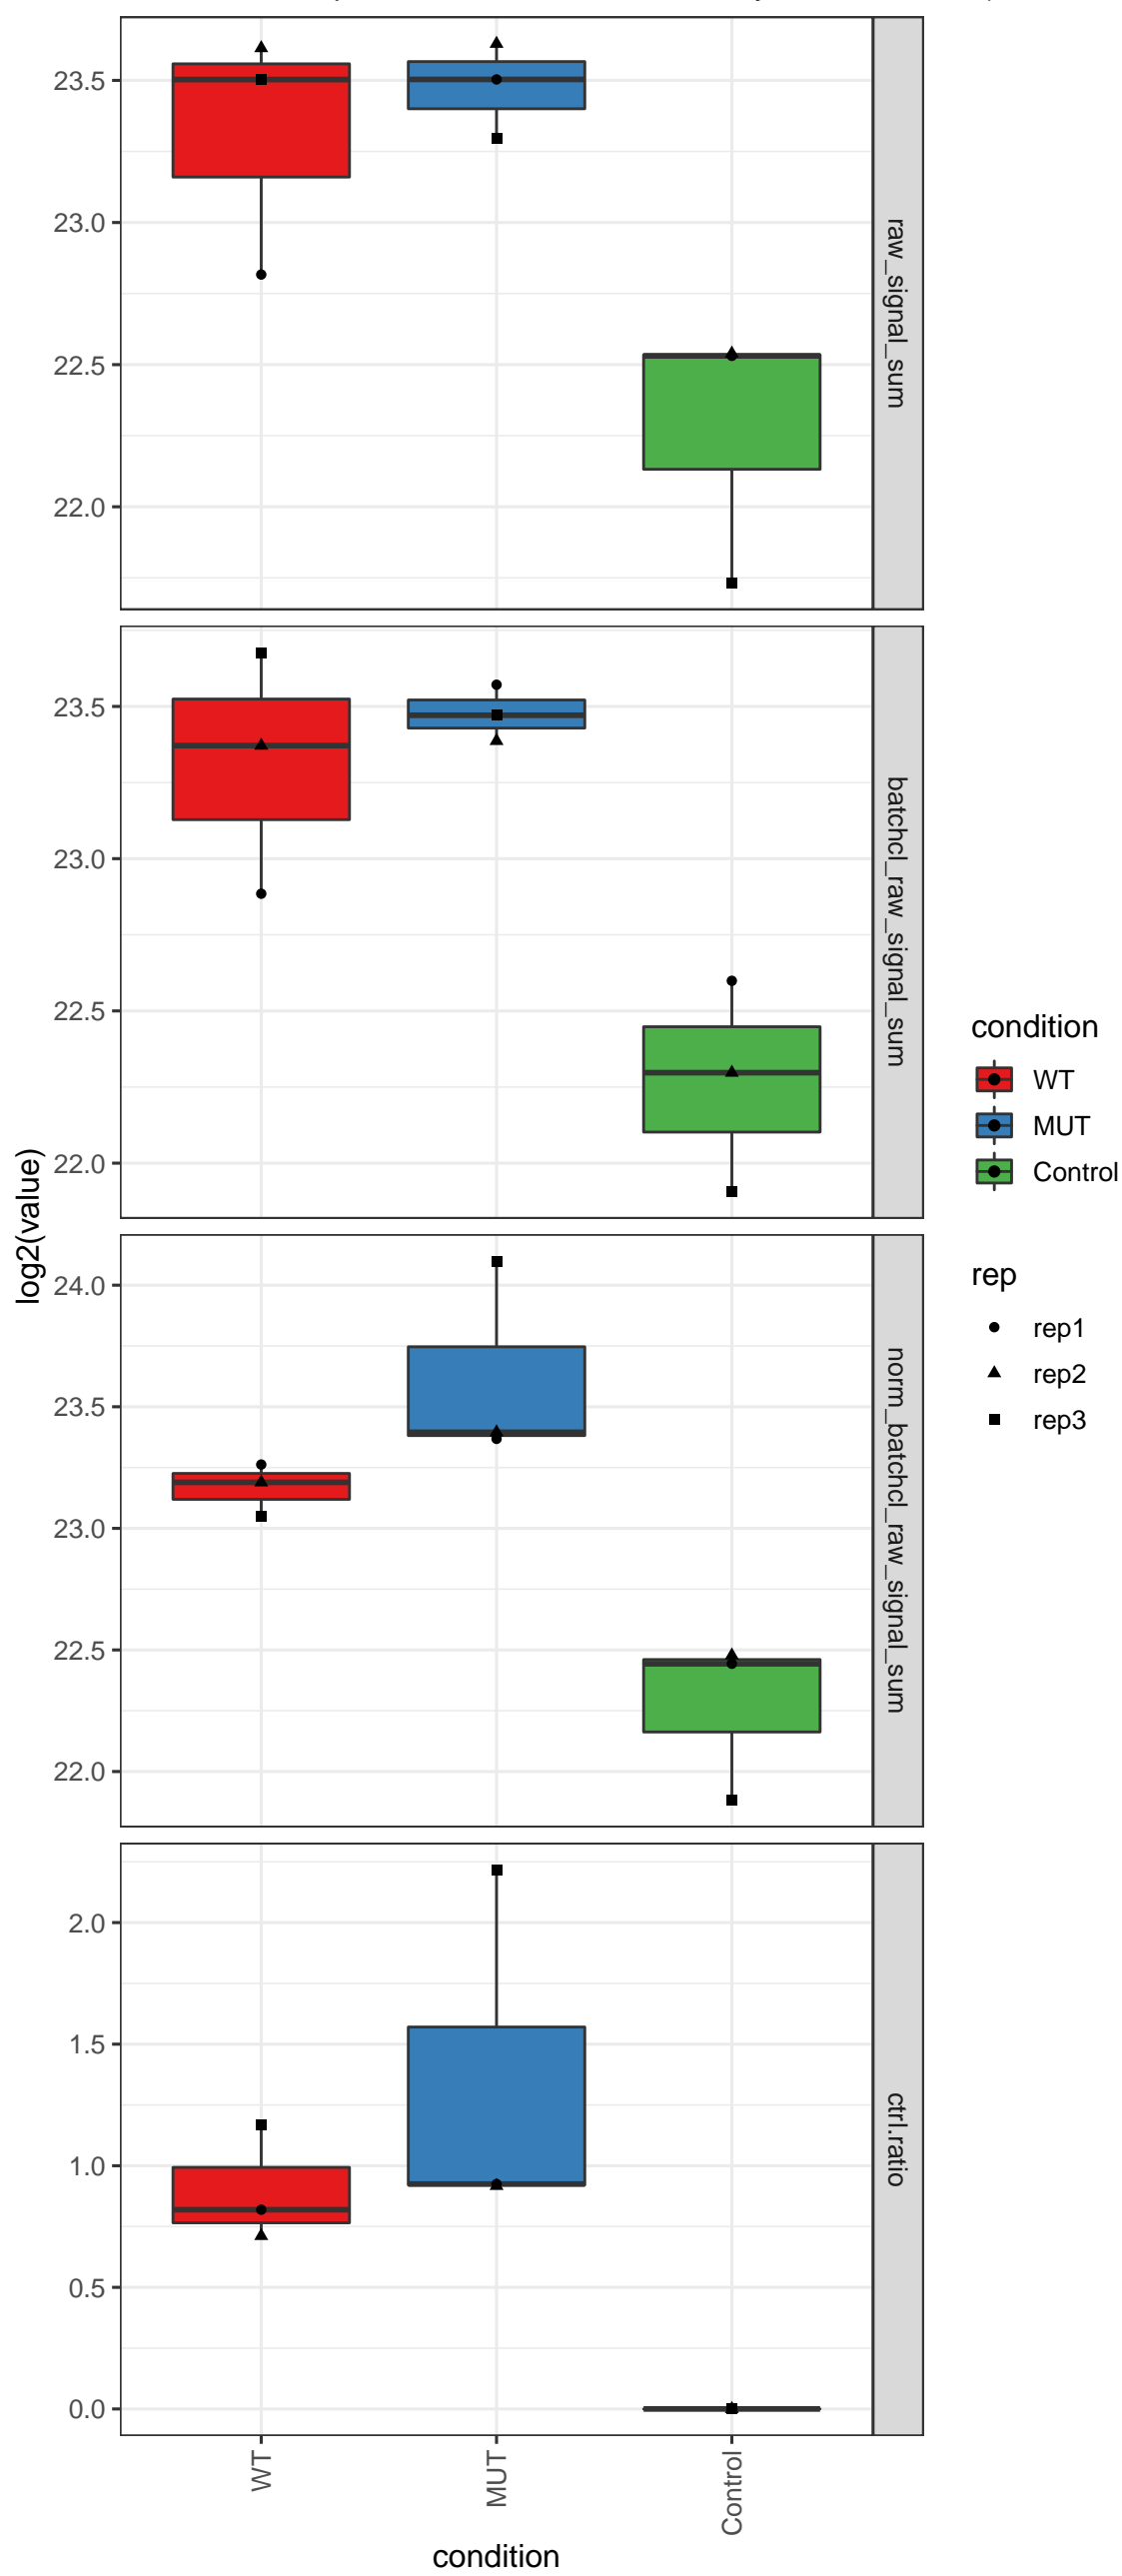 23.5
23.0
22.5
22.0
raw_signal_sum
23.5
23.0
22.5
22.0
batchcl_raw_signal_sum
24.0
23.5
23.0
22.5
22.0
norm_batchcl_raw_signal_sum
2.0
1.5
1.0
0.5
0.0
ctrl.ratio
log2(value)
WT
MUT
Control
condition
condition
WT
MUT
Control
rep
rep1
rep2
rep3